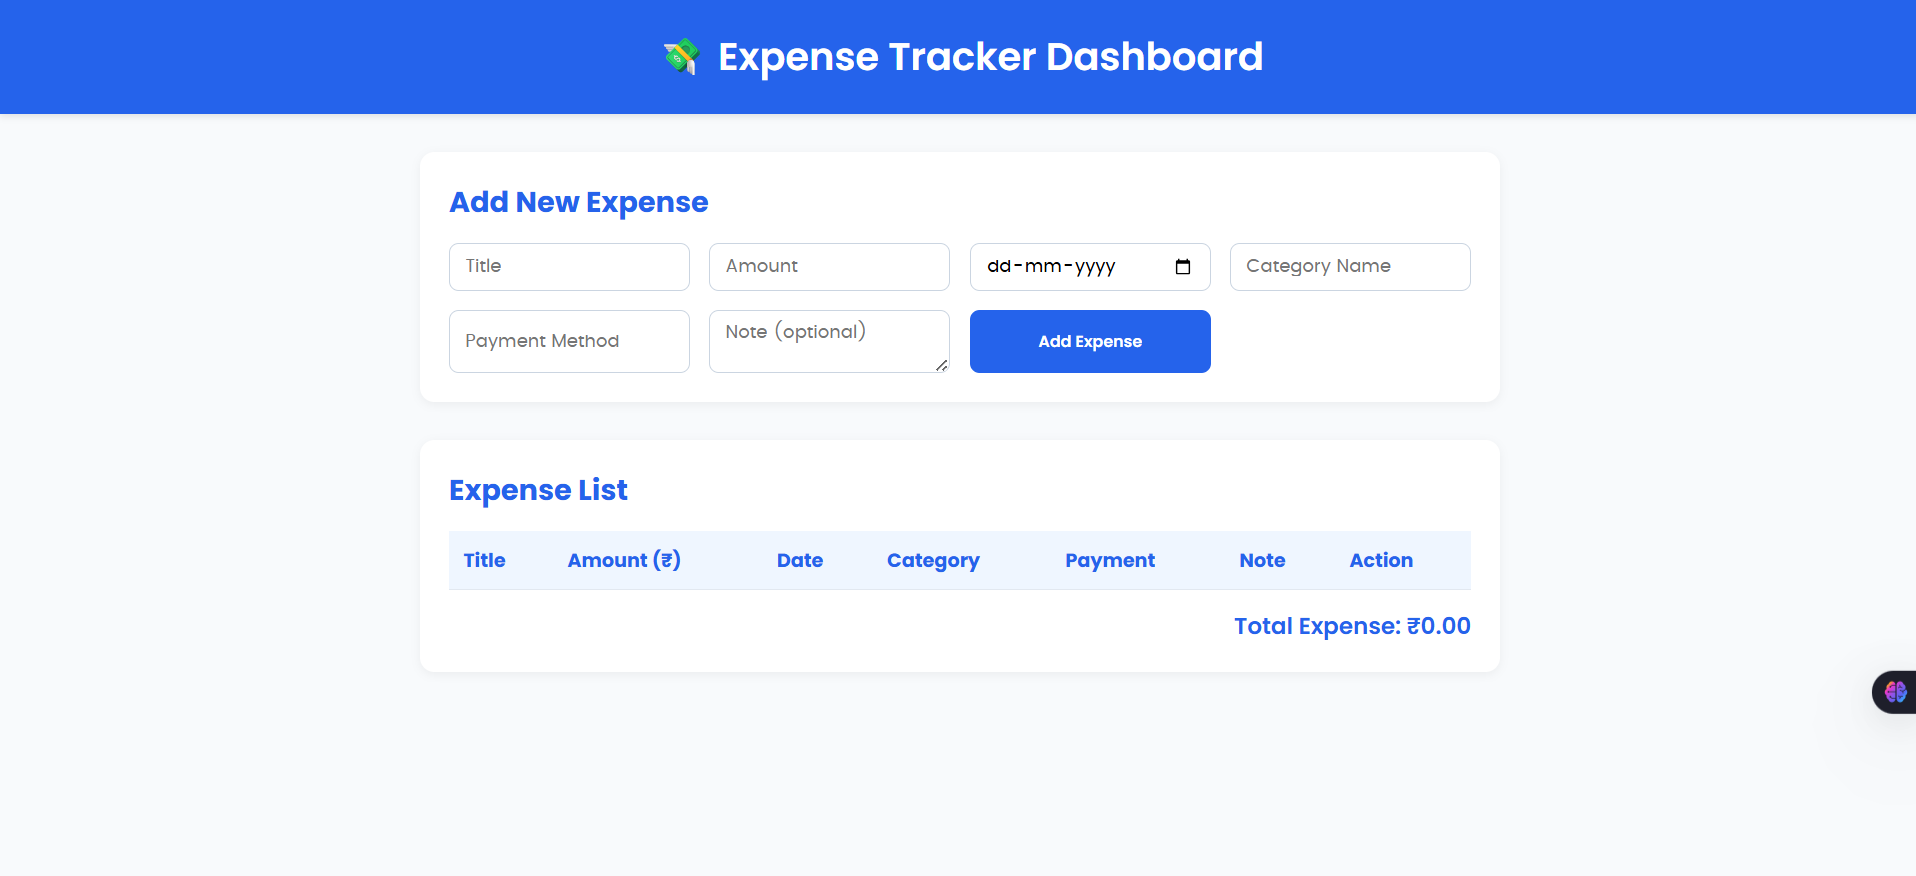 💸 Expense Tracker Dashboard
Add New Expense
Title Amount dd-mm-yyyy Category Name
Payment Method Note (optional) Add Expense
Expense List
Title Amount (₹) Date Category Payment Note Action
Total Expense: ₹0.00